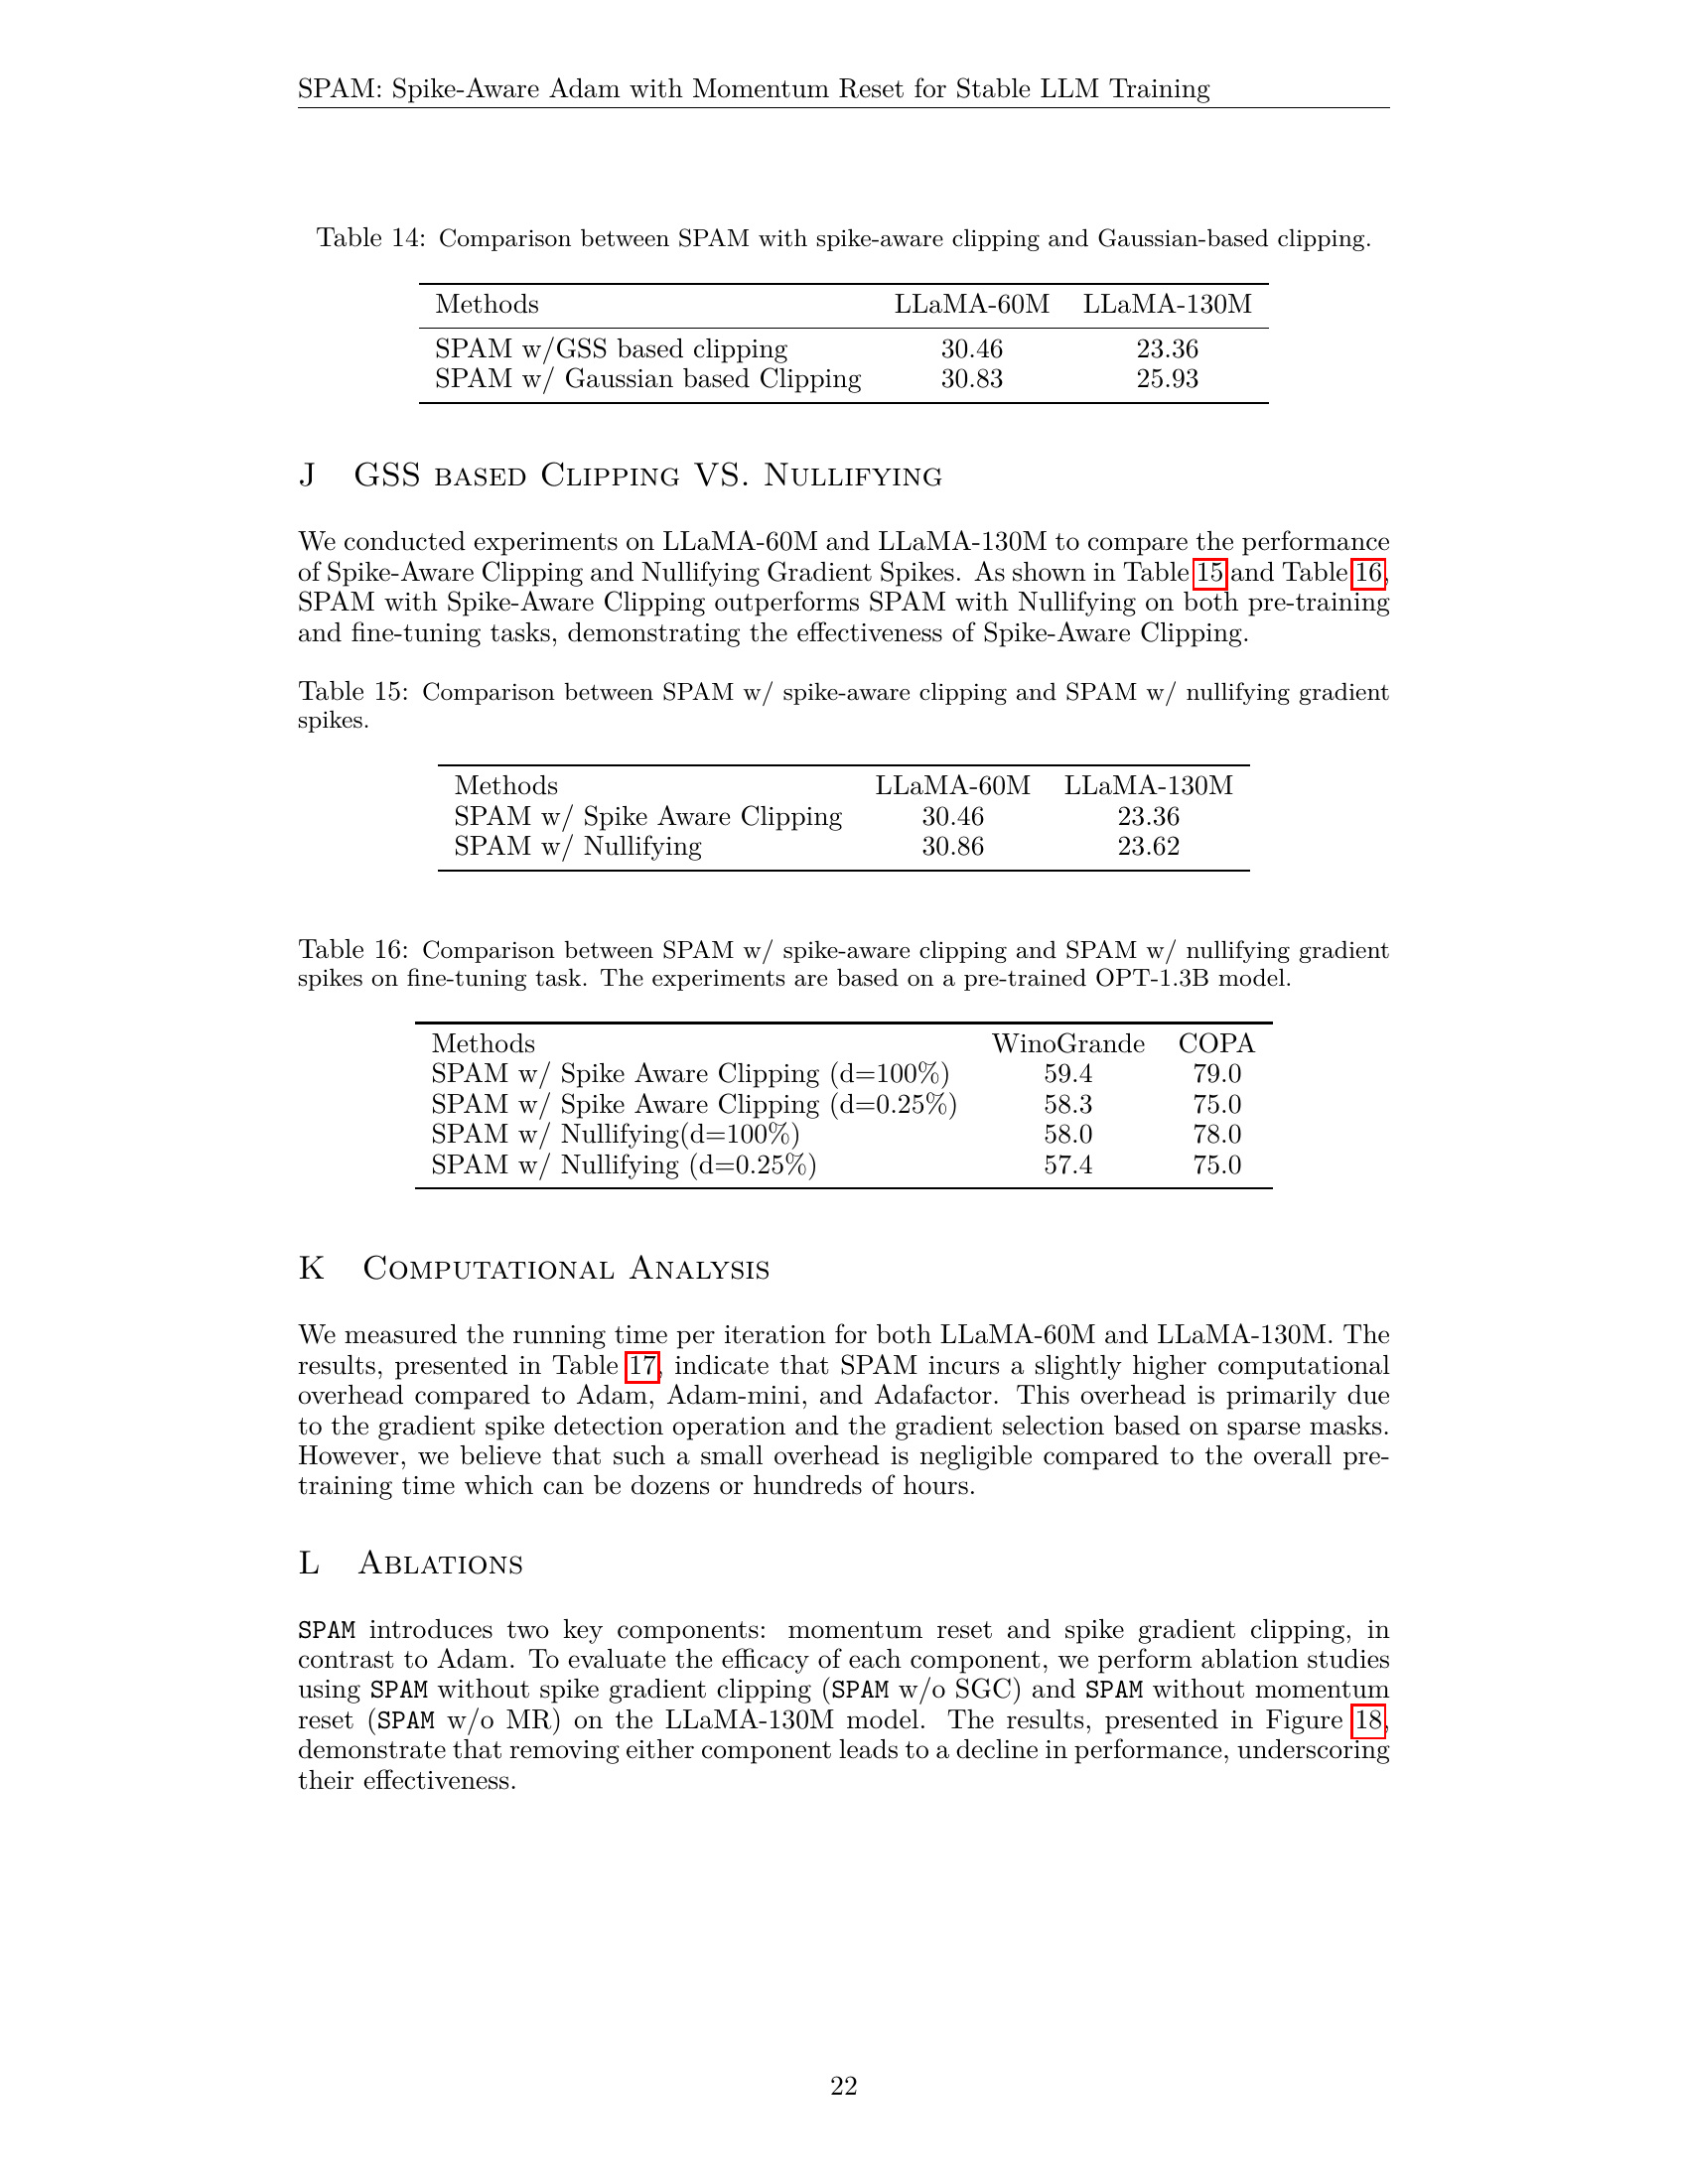 SPAM: Spike-Aware Adam with Momentum Reset for Stable LLM Training
Table 14: Comparison between SPAM with spike-aware clipping and Gaussian-based clipping.
Methods LLaMA-60M LLaMA-130M
SPAM w/GSS based clipping 30.46 23.36
SPAM w/ Gaussian based Clipping 30.83 25.93
J GSS BASED CLIPPING VS. NULLIFYING
We conducted experiments on LLaMA-60M and LLaMA-130M to compare the performance
of Spike-Aware Clipping and Nullifying Gradient Spikes. As shown in Table 15 and Table 16,
SPAM with Spike-Aware Clipping outperforms SPAM with Nullifying on both pre-training
and fine-tuning tasks, demonstrating the effectiveness of Spike-Aware Clipping.
Table 15: Comparison between SPAM w/ spike-aware clipping and SPAM w/ nullifying gradient
spikes.
Methods LLaMA-60M LLaMA-130M
SPAM w/ Spike Aware Clipping 30.46 23.36
SPAM w/ Nullifying 30.86 23.62
Table 16: Comparison between SPAM w/ spike-aware clipping and SPAM w/ nullifying gradient
spikes on fine-tuning task. The experiments are based on a pre-trained OPT-1.3B model.
Methods WinoGrande COPA
SPAM w/ Spike Aware Clipping (d=100%) 59.4 79.0
SPAM w/ Spike Aware Clipping (d=0.25%) 58.3 75.0
SPAM w/ Nullifying(d=100%) 58.0 78.0
SPAM w/ Nullifying (d=0.25%) 57.4 75.0
K COMPUTATIONAL ANALYSIS
We measured the running time per iteration for both LLaMA-60M and LLaMA-130M. The
results, presented in Table 17, indicate that SPAM incurs a slightly higher computational
overhead compared to Adam, Adam-mini, and Adafactor. This overhead is primarily due
to the gradient spike detection operation and the gradient selection based on sparse masks.
However, we believe that such a small overhead is negligible compared to the overall pre-
training time which can be dozens or hundreds of hours.
L ABLATIONS
SPAM introduces two key components: momentum reset and spike gradient clipping, in
contrast to Adam. To evaluate the efficacy of each component, we perform ablation studies
using SPAM without spike gradient clipping (SPAM w/o SGC) and SPAM without momentum
reset (SPAM w/o MR) on the LLaMA-130M model. The results, presented in Figure 18,
demonstrate that removing either component leads to a decline in performance, underscoring
their effectiveness.
22